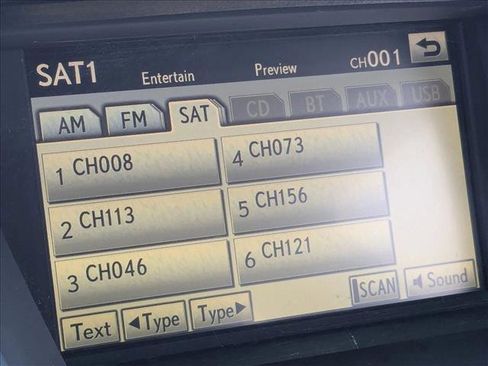 SAT1 Entertain Preview CH001
AM FM SAT CD BT AUX USB
1 CH008
2 CH113
3 CH046
4 CH073
5 CH156
6 CH121
Text ◀Type Type▶ SCAN Sound